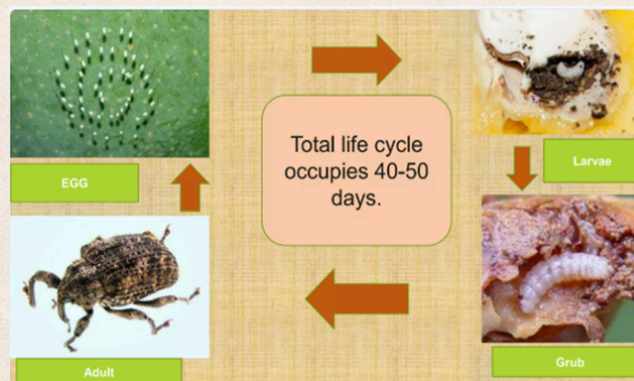 EGG
Total life cycle
occupies 40-50
days.
Larvae
Adult
Grub